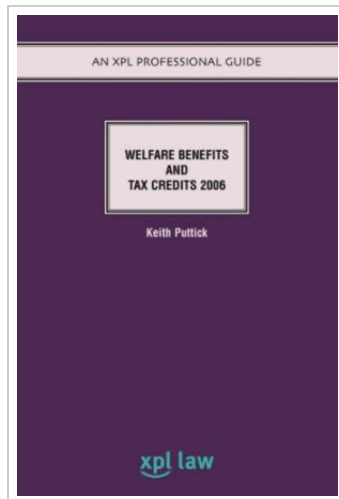 AN XPL PROFESSIONAL GUIDE
WELFARE BENEFITS
AND
TAX CREDITS 2006
Keith Puttick
xpl law